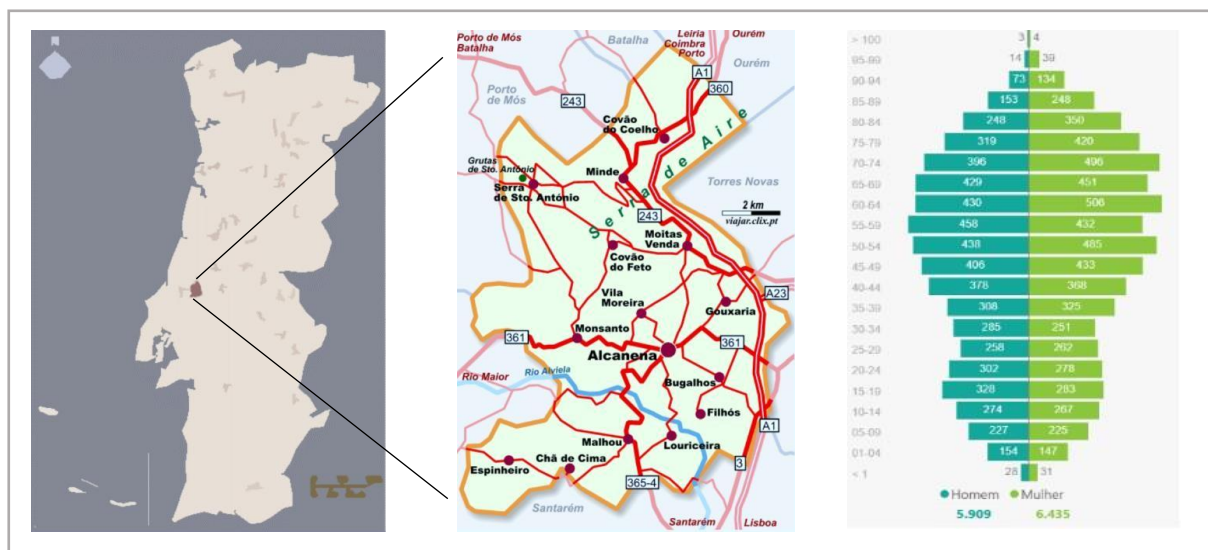 Porto de Mós
Batalha
Batalha
Leiria
Coimbra
Porto
Ourém
Ourém
A1
360
Porto
de Mós
243
Covão
do Coelho
Serra de Aire
Grutas
de Sto. António
Minde
Serra
de Sto. António
Torres Novas
2 km
viajar.clix.pt
243
Moitas
Venda
Covão
do Feto
A23
Vila
Moreira
Gouxaria
Monsanto
361
361
Alcanena
Rio Maior
Rio Alviela
Bugalhos
Filhós
A1
Malhou
Louriceira
Chã de Cima
Espinheiro
3
365-4
Santarém
Santarém
Lisboa
> 100 3 4
95-99 14 39
90-94 73 134
85-89 153 248
80-84 248 350
75-79 319 420
70-74 396 496
65-69 429 451
60-64 430 506
55-59 458 432
50-54 438 485
45-49 406 433
40-44 378 368
35-39 308 325
30-34 285 251
25-29 258 262
20-24 302 278
15-19 328 283
10-14 274 267
05-09 227 225
01-04 154 147
< 1 28 31
Homem Mulher
5.909 6.435